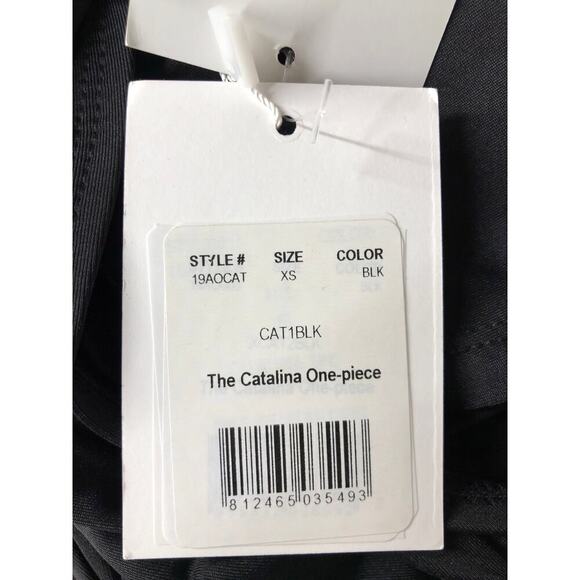 STYLE # SIZE COLOR
19AOCAT XS BLK
CAT1BLK
The Catalina One-piece
812465035493